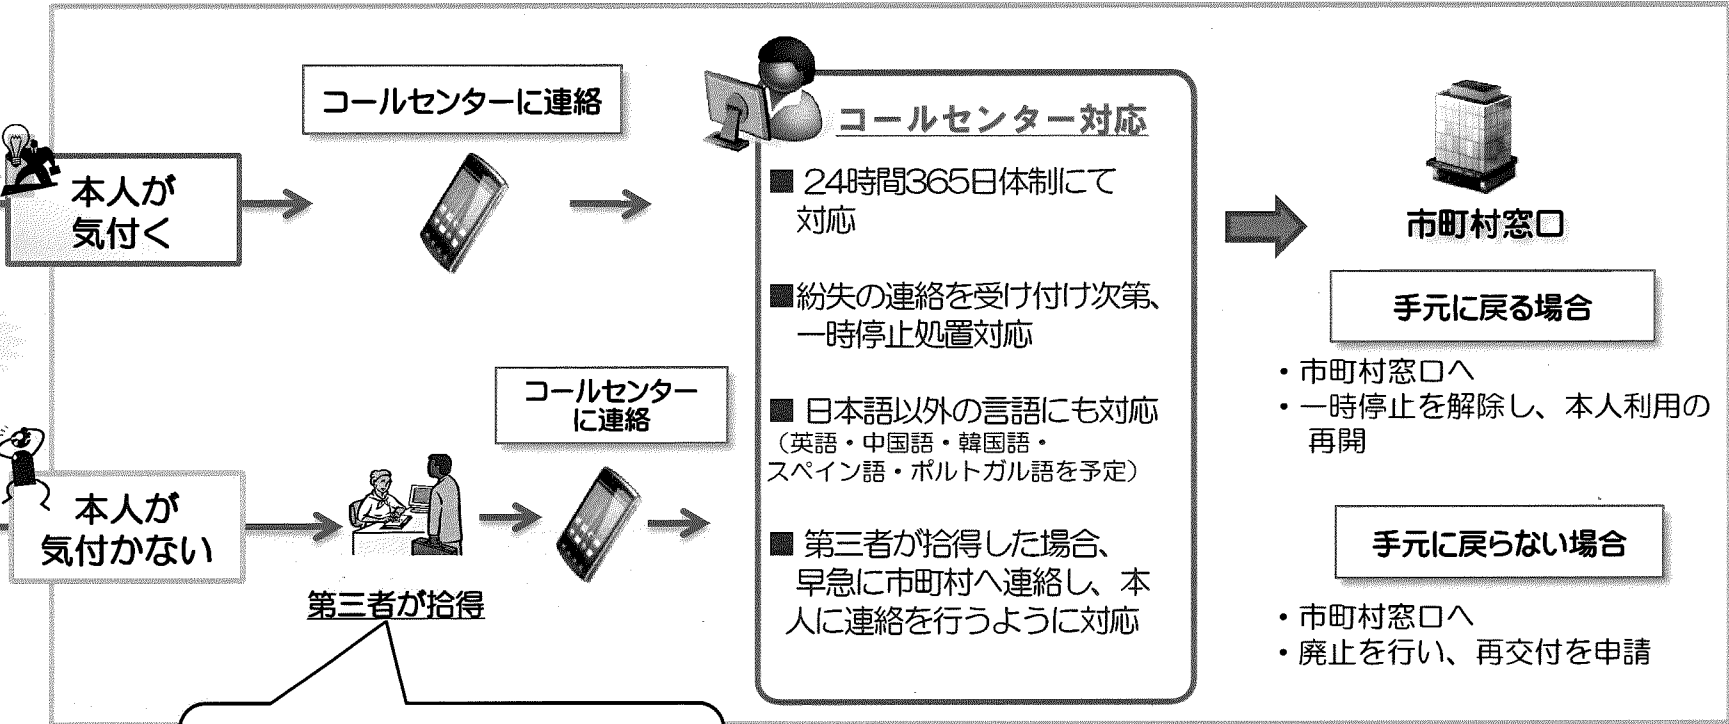 コールセンターに連絡
本人が
気付く
コールセンター対応
■ 24時間365日体制にて
対応
■紛失の連絡を受け付け次第、
一時停止処置対応
■ 日本語以外の言語にも対応
（英語・中国語・韓国語・
スペイン語・ポルトガル語を予定）
■ 第三者が拾得した場合、
早急に市町村へ連絡し、本
人に連絡を行うように対応
市町村窓口
手元に戻る場合
・市町村窓口へ
・一時停止を解除し、本人利用の
再開
手元に戻らない場合
・市町村窓口へ
・廃止を行い、再交付を申請
コールセンター
に連絡
本人が
気付かない
第三者が拾得